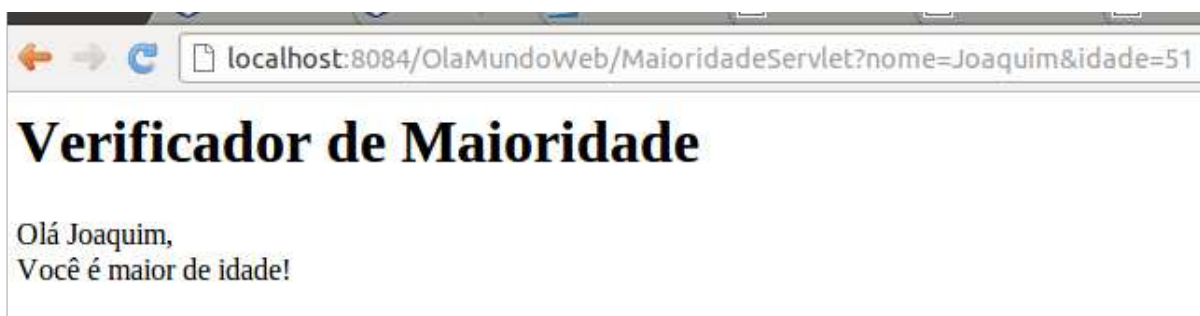 localhost:8084/OlaMundoWeb/MaioridadeServlet?nome=Joaquim&idade=51
Verificador de Maioridade
Olá Joaquim,
Você é maior de idade!